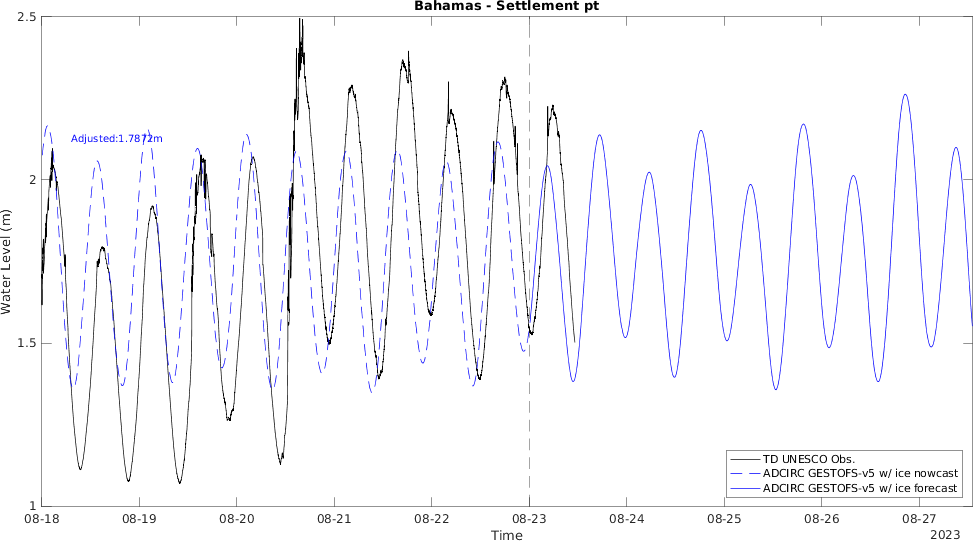 Bahamas - Settlement pt
2.5
2
1.5
1
Water Level (m)
Adjusted:1.7872m
TD UNESCO Obs.
ADCIRC GESTOFS-v5 w/ ice nowcast
ADCIRC GESTOFS-v5 w/ ice forecast
08-18 08-19 08-20 08-21 08-22 08-23 08-24 08-25 08-26 08-27
Time
2023